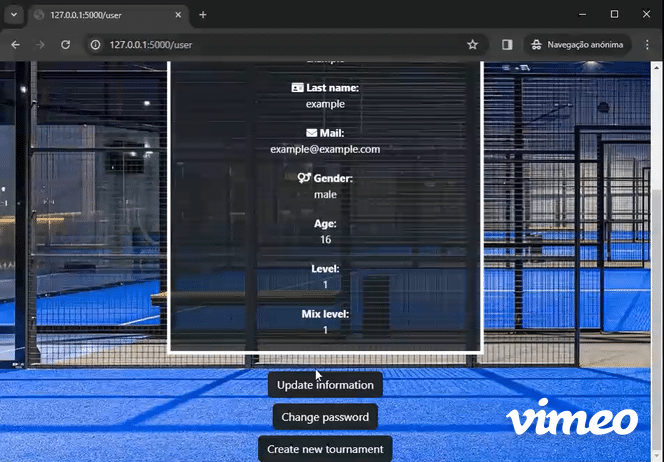 127.0.0.1:5000/user
127.0.0.1:5000/user
Navegação anónima
example
Last name:
example
Mail:
example@example.com
Gender:
male
Age:
16
Level:
1
Mix level:
1
Update information
Change password
Create new tournament
vimeo